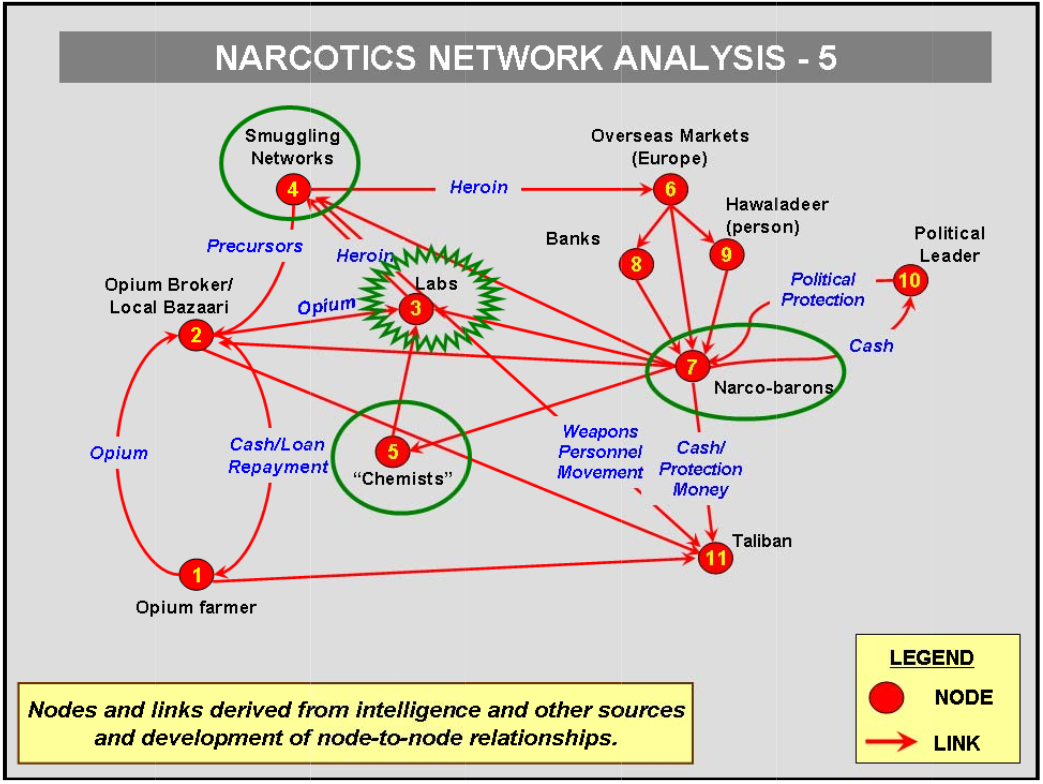 NARCOTICS NETWORK ANALYSIS - 5
Smuggling
Networks
4
Heroin
Overseas Markets
(Europe)
6
Hawaladeer
(person)
9
Banks
8
Political
Leader
10
Precursors
Heroin
Labs
3
Opium Broker/
Local Bazaari
2
Opium
Political
Protection
Cash
7
Narco-barons
Opium
Cash/Loan
Repayment
5
“Chemists”
Weapons
Personnel
Movement
Cash/
Protection
Money
Taliban
11
1
Opium farmer
LEGEND
NODE
LINK
Nodes and links derived from intelligence and other sources
and development of node-to-node relationships.